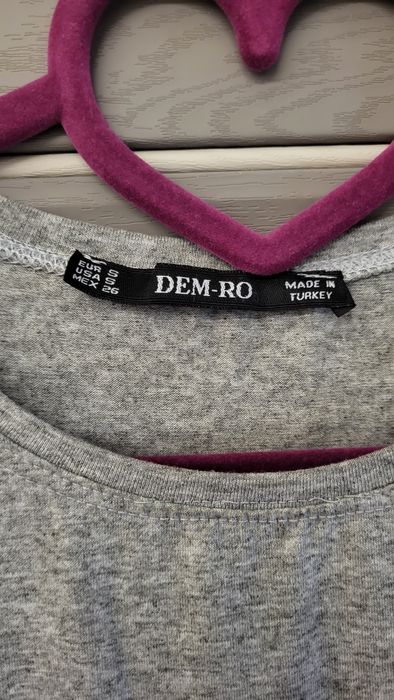 EUR S
USA S
MEX 26
DEM-RO
MADE IN
TURKEY